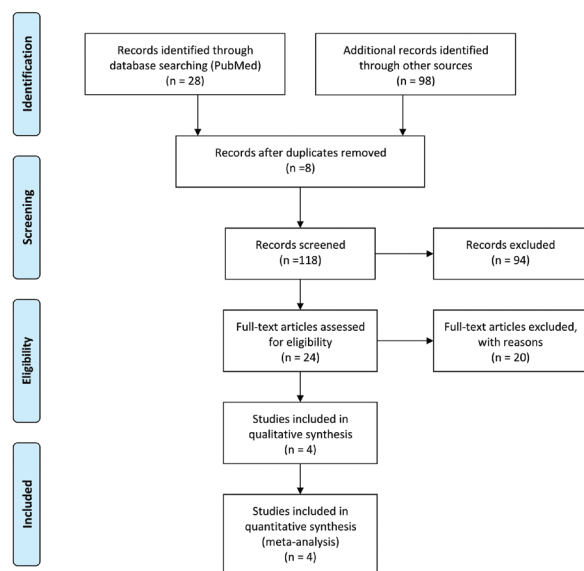 Identification
Records identified through
database searching (PubMed)
(n = 28)
Additional records identified
through other sources
(n = 98)
Records after duplicates removed
(n =8)
Screening
Records screened
(n =118)
Records excluded
(n = 94)
Eligibility
Full-text articles assessed
for eligibility
(n = 24)
Full-text articles excluded,
with reasons
(n = 20)
Studies included in
qualitative synthesis
(n = 4)
Included
Studies included in
quantitative synthesis
(meta-analysis)
(n = 4)